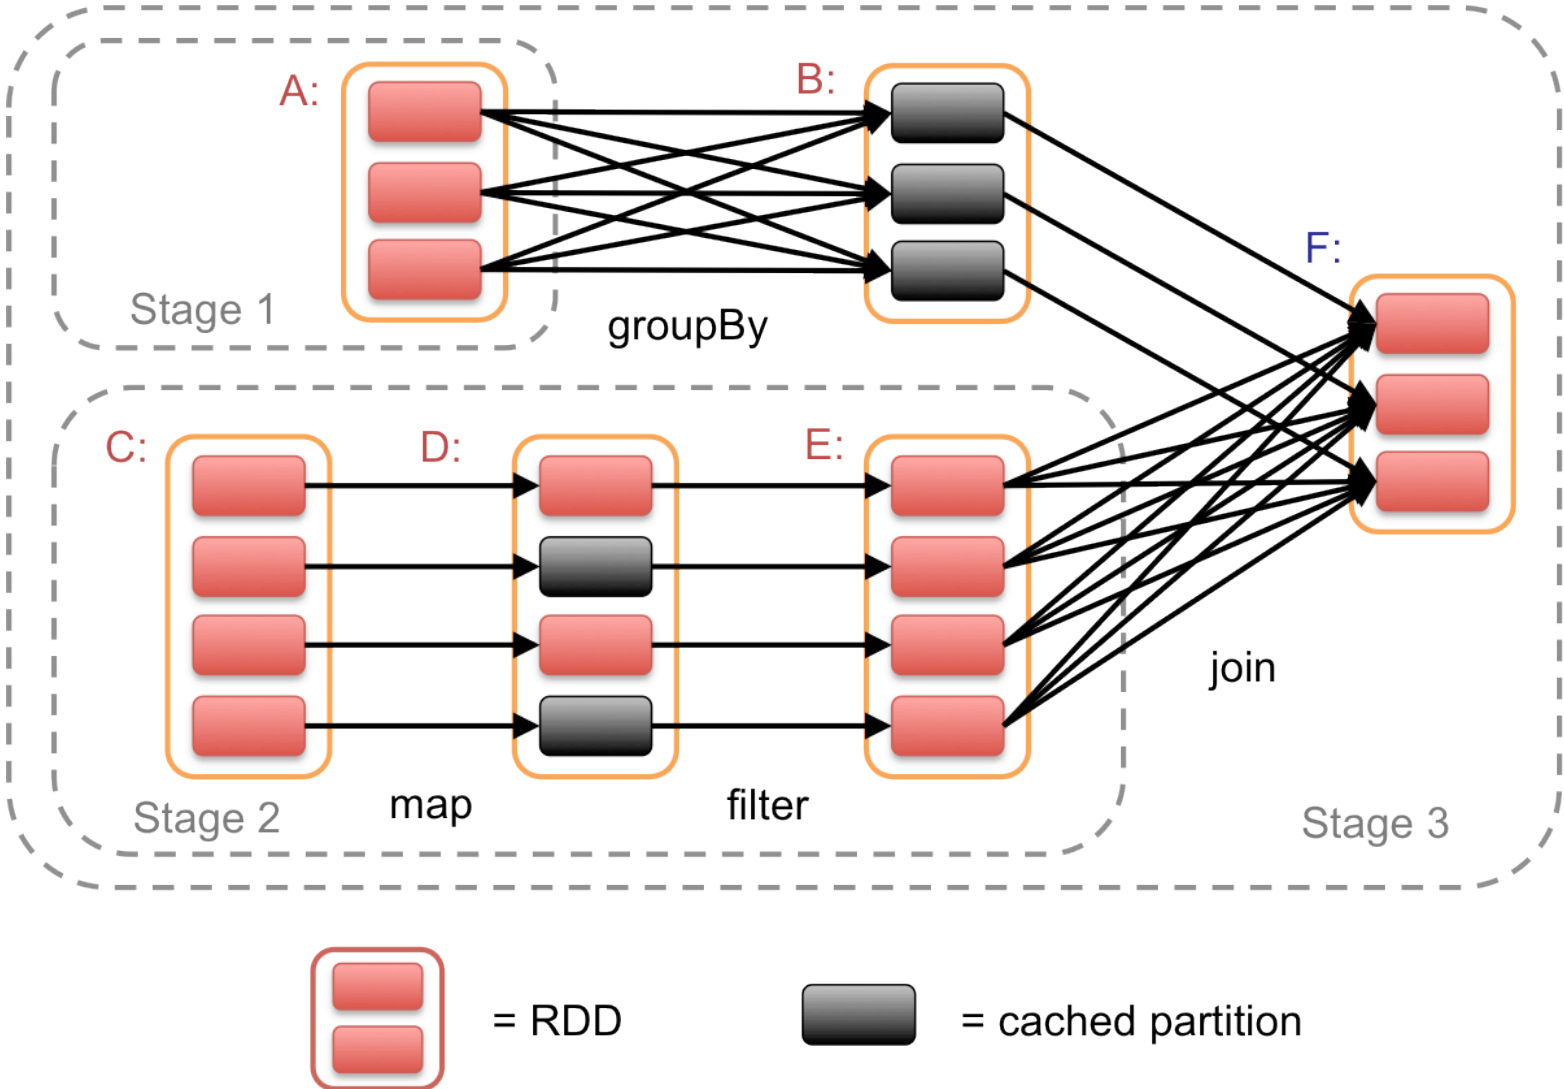 A:
B:
F:
Stage 1
groupBy
C:
D:
E:
join
map
filter
Stage 2
Stage 3
= RDD
= cached partition